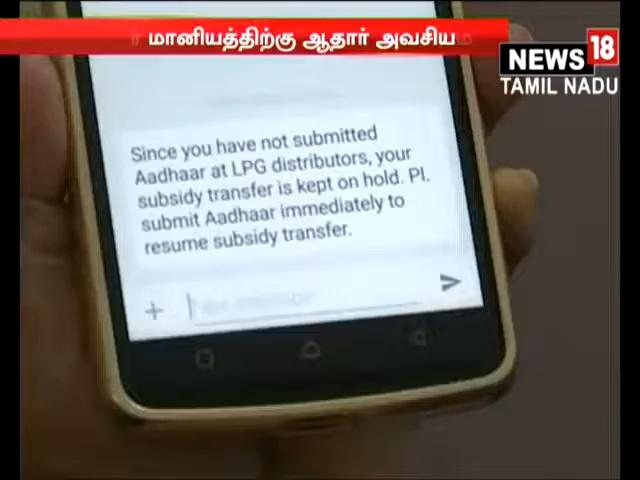 மானியத்திற்கு ஆதார் அவசிய
NEWS 18
TAMIL NADU
Since you have not submitted
Aadhaar at LPG distributors, your
subsidy transfer is kept on hold. Pl.
submit Aadhaar immediately to
resume subsidy transfer.